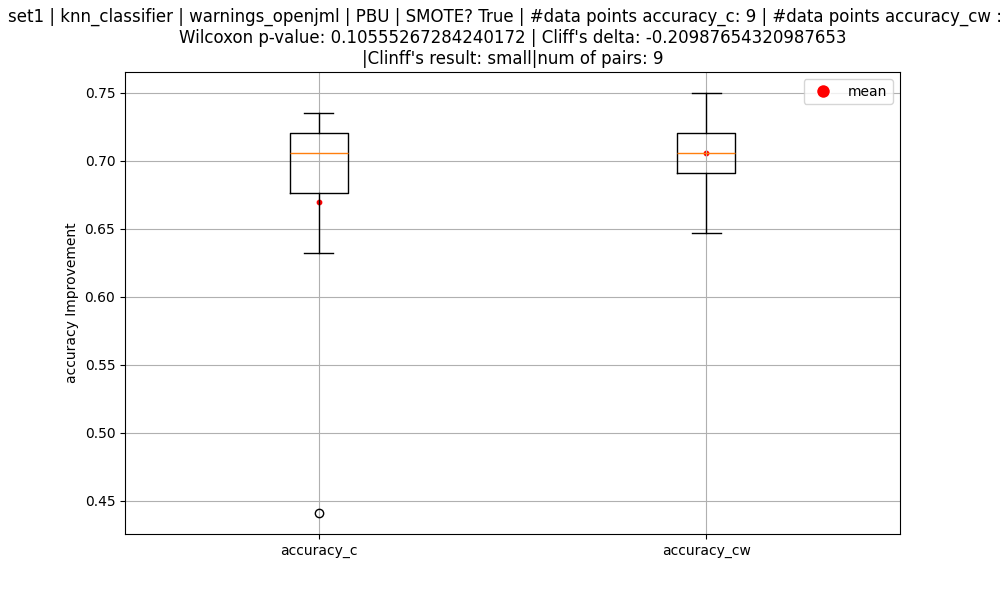 set1 | knn_classifier | warnings_openjml | PBU | SMOTE? True | #data points accuracy_c: 9 | #data points accuracy_cw :
Wilcoxon p-value: 0.10555267284240172 | Cliff's delta: -0.20987654320987653
|Clinff's result: small|num of pairs: 9
mean
0.75
0.70
0.65
0.60
0.55
0.50
0.45
accuracy Improvement
accuracy_c
accuracy_cw